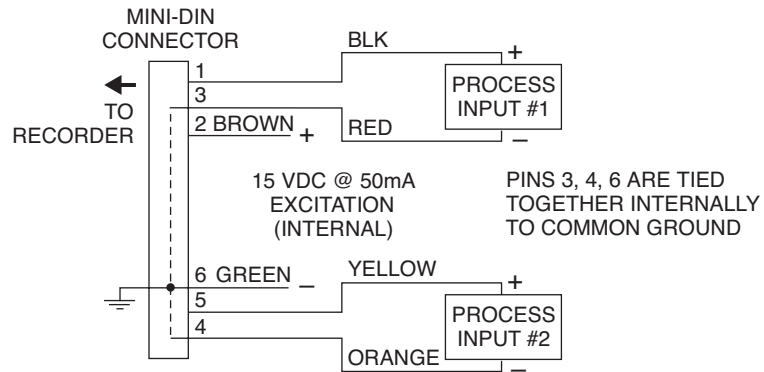 MINI-DIN
CONNECTOR
BLK
+
1
3
PROCESS
INPUT #1
TO
RECORDER
2 BROWN +
RED
–
15 VDC @ 50mA
EXCITATION
(INTERNAL)
PINS 3, 4, 6 ARE TIED
TOGETHER INTERNALLY
TO COMMON GROUND
6 GREEN –
YELLOW
+
5
4
PROCESS
INPUT #2
ORANGE
–